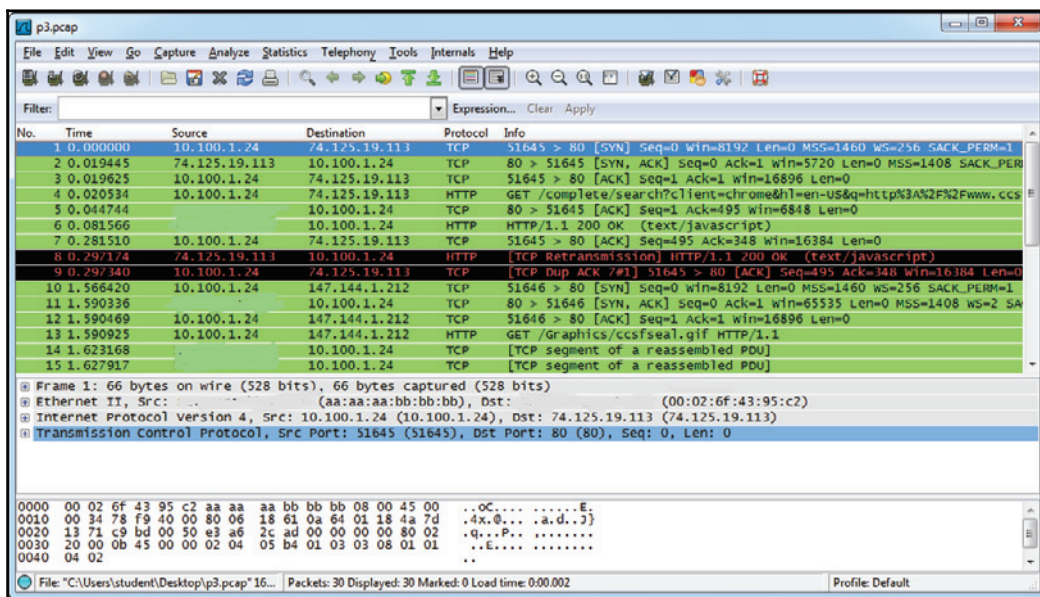 p3.pcap
File Edit View Go Capture Analyze Statistics Telephony Tools Internals Help
Filter: Expression... Clear Apply
No. Time Source Destination Protocol Info
1 0.000000 10.100.1.24 74.125.19.113 TCP 51645 > 80 [SYN] Seq=0 Win=8192 Len=0 MSS=1460 WS=256 SACK_PERM=1
2 0.019445 74.125.19.113 10.100.1.24 TCP 80 > 51645 [SYN, ACK] Seq=0 Ack=1 Win=5720 Len=0 MSS=1408 SACK_PER
3 0.019625 10.100.1.24 74.125.19.113 TCP 51645 > 80 [ACK] Seq=1 Ack=1 Win=16896 Len=0
4 0.020534 10.100.1.24 74.125.19.113 HTTP GET /complete/search?client=chrome&hl=en-US&q=http%3A%2F%2Fwww.ccs
5 0.044744 10.100.1.24 TCP 80 > 51645 [ACK] Seq=1 Ack=495 Win=6848 Len=0
6 0.081566 10.100.1.24 HTTP HTTP/1.1 200 OK (text/javascript)
7 0.281510 10.100.1.24 74.125.19.113 TCP 51645 > 80 [ACK] Seq=495 Ack=348 Win=16384 Len=0
8 0.297174 74.125.19.113 10.100.1.24 HTTP [TCP Retransmission] HTTP/1.1 200 OK (text/javascript)
9 0.297340 10.100.1.24 74.125.19.113 TCP [TCP Dup ACK 7#1] 51645 > 80 [ACK] Seq=495 Ack=348 Win=16384 Len=0
10 1.566420 10.100.1.24 147.144.1.212 TCP 51646 > 80 [SYN] Seq=0 Win=8192 Len=0 MSS=1460 WS=256 SACK_PERM=1
11 1.590336 10.100.1.24 TCP 80 > 51646 [SYN, ACK] Seq=0 Ack=1 Win=65535 Len=0 MSS=1408 WS=2 SA
12 1.590469 10.100.1.24 147.144.1.212 TCP 51646 > 80 [ACK] Seq=1 Ack=1 Win=16896 Len=0
13 1.590925 10.100.1.24 147.144.1.212 HTTP GET /Graphics/ccsfseal.gif HTTP/1.1
14 1.623168 10.100.1.24 TCP [TCP segment of a reassembled PDU]
15 1.627917 10.100.1.24 TCP [TCP segment of a reassembled PDU]
Frame 1: 66 bytes on wire (528 bits), 66 bytes captured (528 bits)
Ethernet II, Src: (aa:aa:aa:bb:bb:bb), Dst: (00:02:6f:43:95:c2)
Internet Protocol Version 4, Src: 10.100.1.24 (10.100.1.24), Dst: 74.125.19.113 (74.125.19.113)
Transmission Control Protocol, Src Port: 51645 (51645), Dst Port: 80 (80), Seq: 0, Len: 0
0000 00 02 6f 43 95 c2 aa aa aa bb bb bb 08 00 45 00 ..oC.... ......E.
0010 00 34 78 f9 40 00 80 06 18 61 0a 64 01 18 4a 7d .4x.@... .a.d..J}
0020 13 71 c9 bd 00 50 e3 a6 2c ad 00 00 00 00 80 02 .q...P.. ,.......
0030 20 00 0b 45 00 00 02 04 05 b4 01 03 03 08 01 01 ..E.... ........
0040 04 02 ..
File: "C:\Users\student\Desktop\p3.pcap" 16... Packets: 30 Displayed: 30 Marked: 0 Load time: 0:00.002 Profile: Default